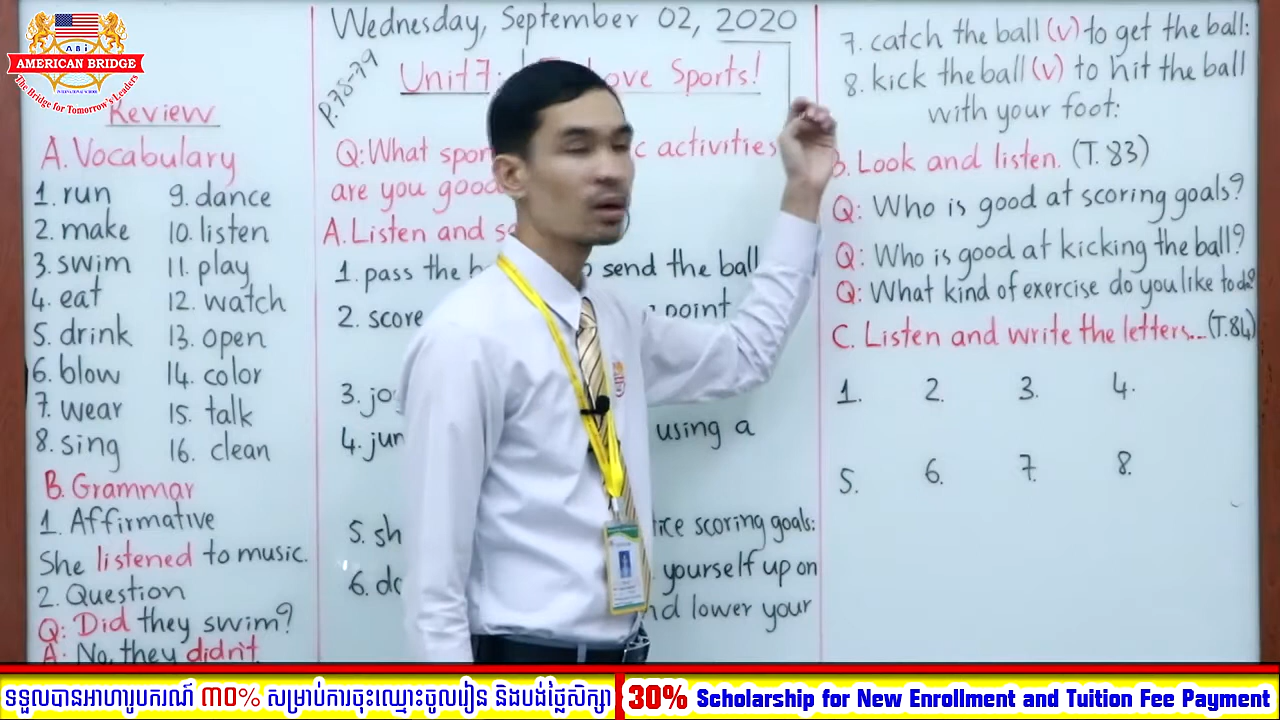 ABi
AMERICAN BRIDGE
INTERNATIONAL SCHOOL
The Bridge for Tomorrow's Leaders
Review
A. Vocabulary
1. run
2. make
3. swim
4. eat
5. drink
6. blow
7. wear
8. sing
9. dance
10. listen
11. play
12. watch
13. open
14. color
15. talk
16. clean
B. Grammar
1. Affirmative
She listened to music.
2. Question
Q: Did they swim?
A: No, they didn't.
Wednesday, September 02, 2020
P.78-79
Unit 7: Love Sports!
Q: What activities
are you good
A. Listen and
1. pass the send the ball
2. score point
3.
4. using a
5. scoring goals:
6. yourself up on
lower your
7. catch the ball (v) to get the ball:
8. kick the ball (v) to hit the ball
with your foot:
B. Look and listen. (T. 83)
Q: Who is good at scoring goals?
Q: Who is good at kicking the ball?
Q: What kind of exercise do you like to do?
C. Listen and write the letters... (T.84)
1. 2. 3. 4.
5. 6. 7. 8.
ទទួលបានអាហារូបករណ៍ ៣០% សម្រាប់ការចុះឈ្មោះចូលរៀន និងបង់ថ្លៃសិក្សា
30% Scholarship for New Enrollment and Tuition Fee Payment